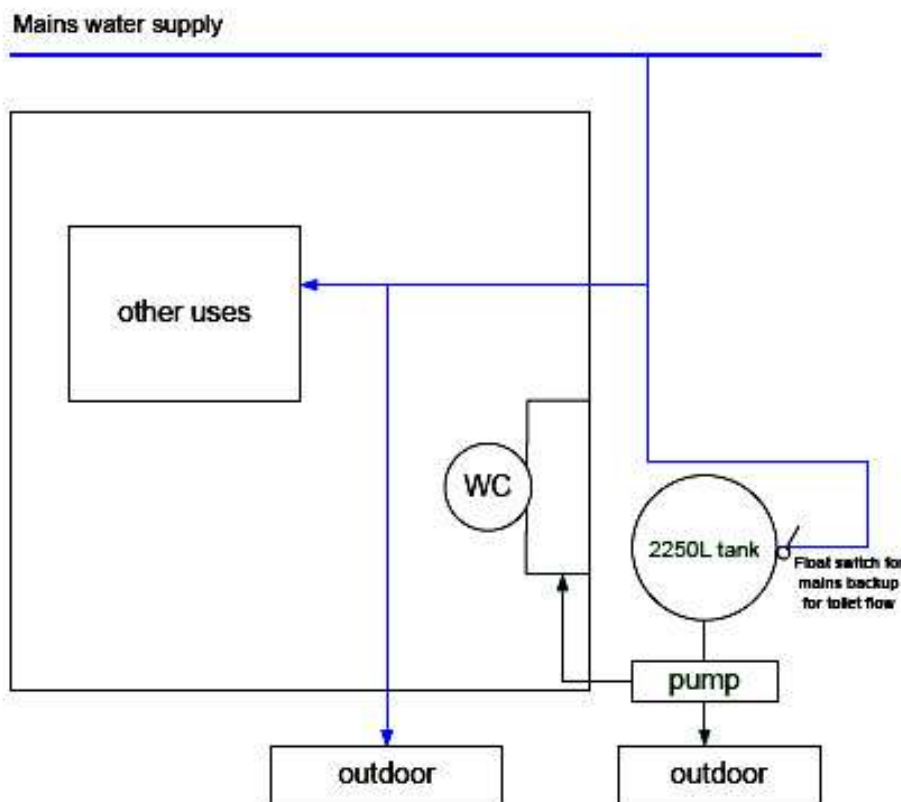 Mains water supply
other uses
WC
2250L tank
Float switch for
mains backup
for toilet flow
pump
outdoor
outdoor